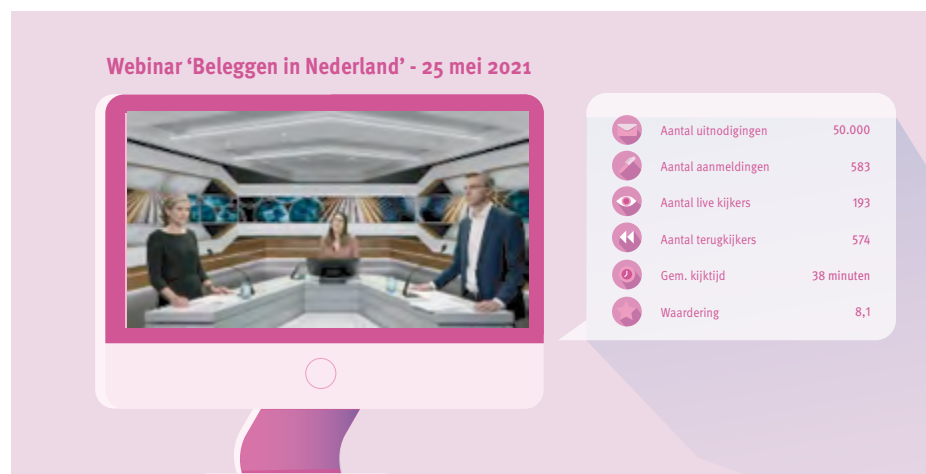 Webinar ‘Beleggen in Nederland’ - 25 mei 2021
Aantal uitnodigingen 50.000
Aantal aanmeldingen 583
Aantal live kijkers 193
Aantal terugkijkers 574
Gem. kijktijd 38 minuten
Waardering 8,1